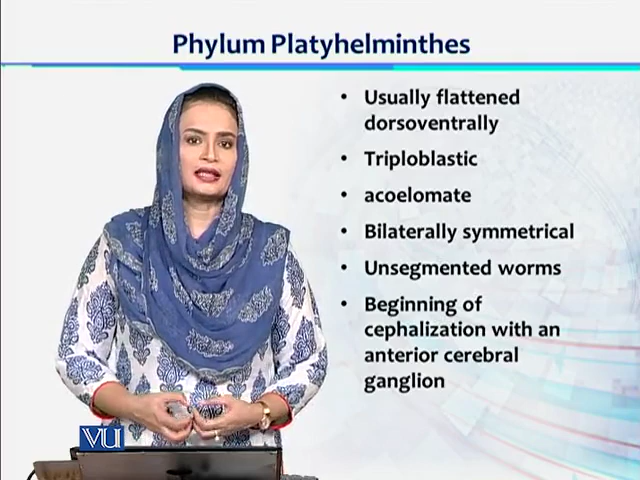 Phylum Platyhelminthes
• Usually flattened
dorsoventrally
• Triploblastic
• acoelomate
• Bilaterally symmetrical
• Unsegmented worms
• Beginning of
cephalization with an
anterior cerebral
ganglion
VU